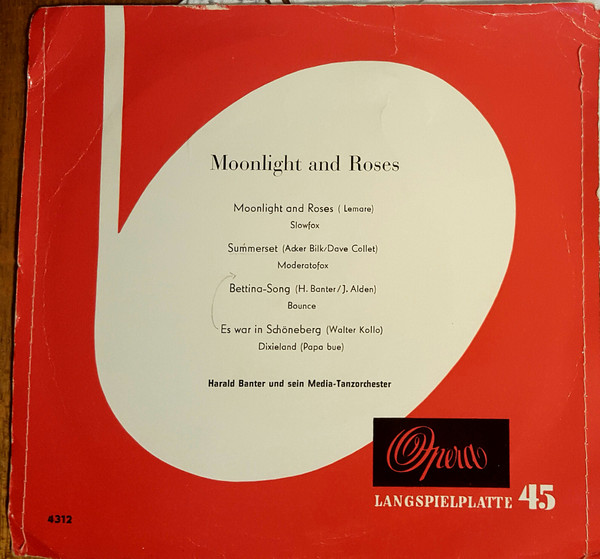 Moonlight and Roses
Moonlight and Roses ( Lemare)
Slowfox
Summerset (Acker Bilk/Dave Collet)
Moderatofox
Bettina-Song (H. Banter/J. Alden)
Bounce
Es war in Schöneberg (Walter Kollo)
Dixieland (Papa bue)
Harald Banter und sein Media-Tanzorchester
Opera
LANGSPIELPLATTE 45
4312